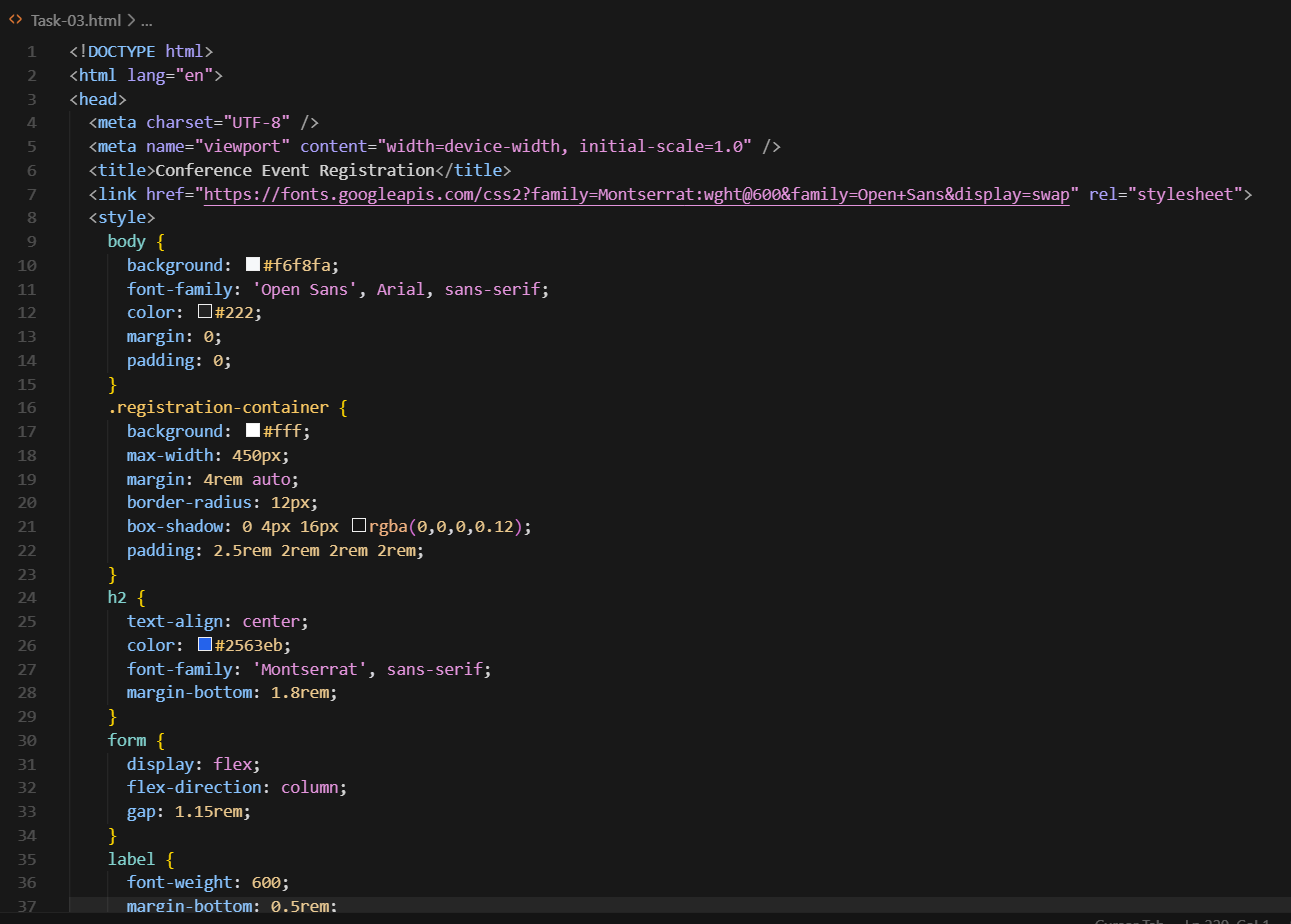 <> Task-03.html > ...
1 <!DOCTYPE html>
2 <html lang="en">
3 <head>
4   <meta charset="UTF-8" />
5   <meta name="viewport" content="width=device-width, initial-scale=1.0" />
6   <title>Conference Event Registration</title>
7   <link href="https://fonts.googleapis.com/css2?family=Montserrat:wght@600&family=Open+Sans&display=swap" rel="stylesheet">
8   <style>
9     body {
10       background: #f6f8fa;
11       font-family: 'Open Sans', Arial, sans-serif;
12       color: #222;
13       margin: 0;
14       padding: 0;
15     }
16     .registration-container {
17       background: #fff;
18       max-width: 450px;
19       margin: 4rem auto;
20       border-radius: 12px;
21       box-shadow: 0 4px 16px rgba(0,0,0,0.12);
22       padding: 2.5rem 2rem 2rem 2rem;
23     }
24     h2 {
25       text-align: center;
26       color: #2563eb;
27       font-family: 'Montserrat', sans-serif;
28       margin-bottom: 1.8rem;
29     }
30     form {
31       display: flex;
32       flex-direction: column;
33       gap: 1.15rem;
34     }
35     label {
36       font-weight: 600;
37       margin-bottom: 0.5rem;